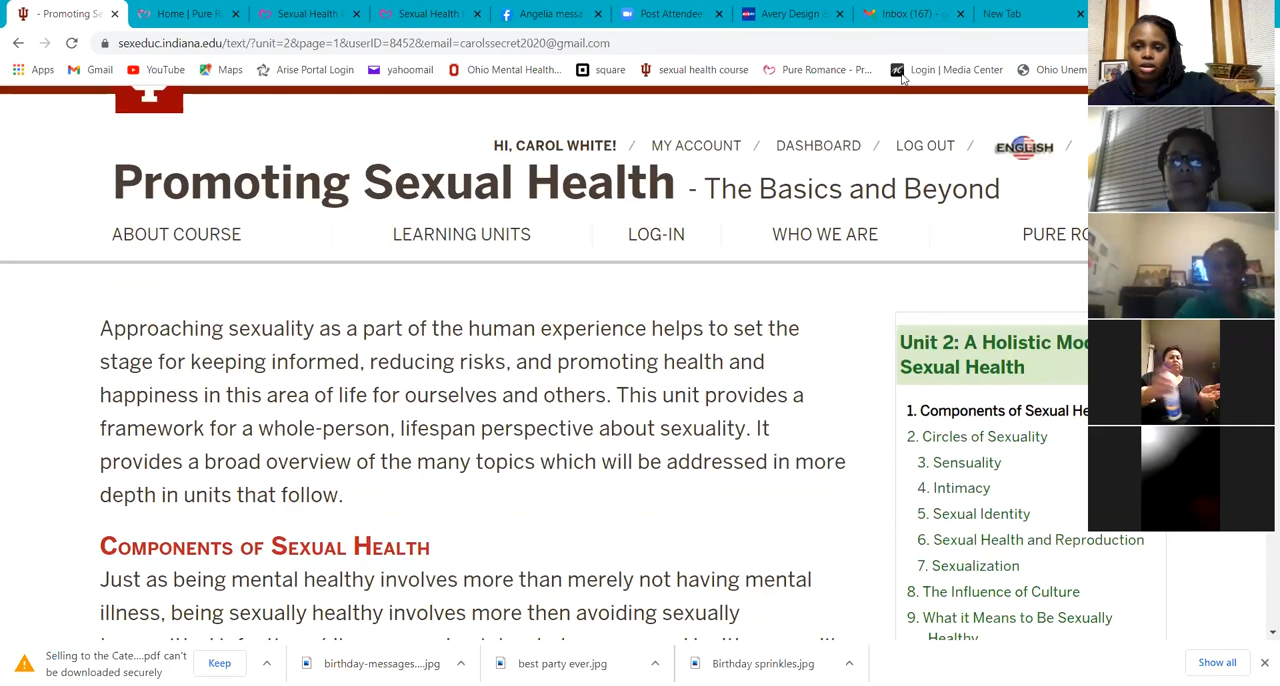 - Promoting Se
Home | Pure R
Sexual Health
Sexual Health
Angelia messa
Post Attendee
Avery Design &
Inbox (167) -
New Tab
sexeduc.indiana.edu/text/?unit=2&page=1&userID=8452&email=carolssecret2020@gmail.com
Apps
Gmail
YouTube
Maps
Arise Portal Login
yahoomail
Ohio Mental Health...
square
sexual health course
Pure Romance - Pr...
Login | Media Center
Ohio Unem
HI, CAROL WHITE! / MY ACCOUNT / DASHBOARD / LOG OUT / ENGLISH /
Promoting Sexual Health - The Basics and Beyond
ABOUT COURSE
LEARNING UNITS
LOG-IN
WHO WE ARE
PURE RO
Approaching sexuality as a part of the human experience helps to set the
stage for keeping informed, reducing risks, and promoting health and
happiness in this area of life for ourselves and others. This unit provides a
framework for a whole-person, lifespan perspective about sexuality. It
provides a broad overview of the many topics which will be addressed in more
depth in units that follow.
COMPONENTS OF SEXUAL HEALTH
Just as being mental healthy involves more than merely not having mental
illness, being sexually healthy involves more then avoiding sexually
Unit 2: A Holistic Mod
Sexual Health
1. Components of Sexual He
2. Circles of Sexuality
3. Sensuality
4. Intimacy
5. Sexual Identity
6. Sexual Health and Reproduction
7. Sexualization
8. The Influence of Culture
9. What it Means to Be Sexually
Healthy
Selling to the Cate....pdf can't
be downloaded securely
Keep
birthday-messages....jpg
best party ever.jpg
Birthday sprinkles.jpg
Show all